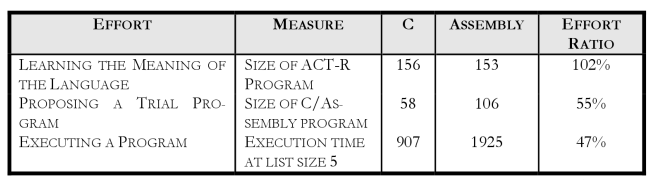 EFFORT MEASURE C ASSEMBLY EFFORT RATIO
LEARNING THE MEANING OF SIZE OF ACT-R 156 153 102%
THE LANGUAGE PROGRAM
PROPOSING A TRIAL PRO- SIZE OF C/AS- 58 106 55%
GRAM SEMBLY PROGRAM
EXECUTING A PROGRAM EXECUTION TIME 907 1925 47%
AT LIST SIZE 5